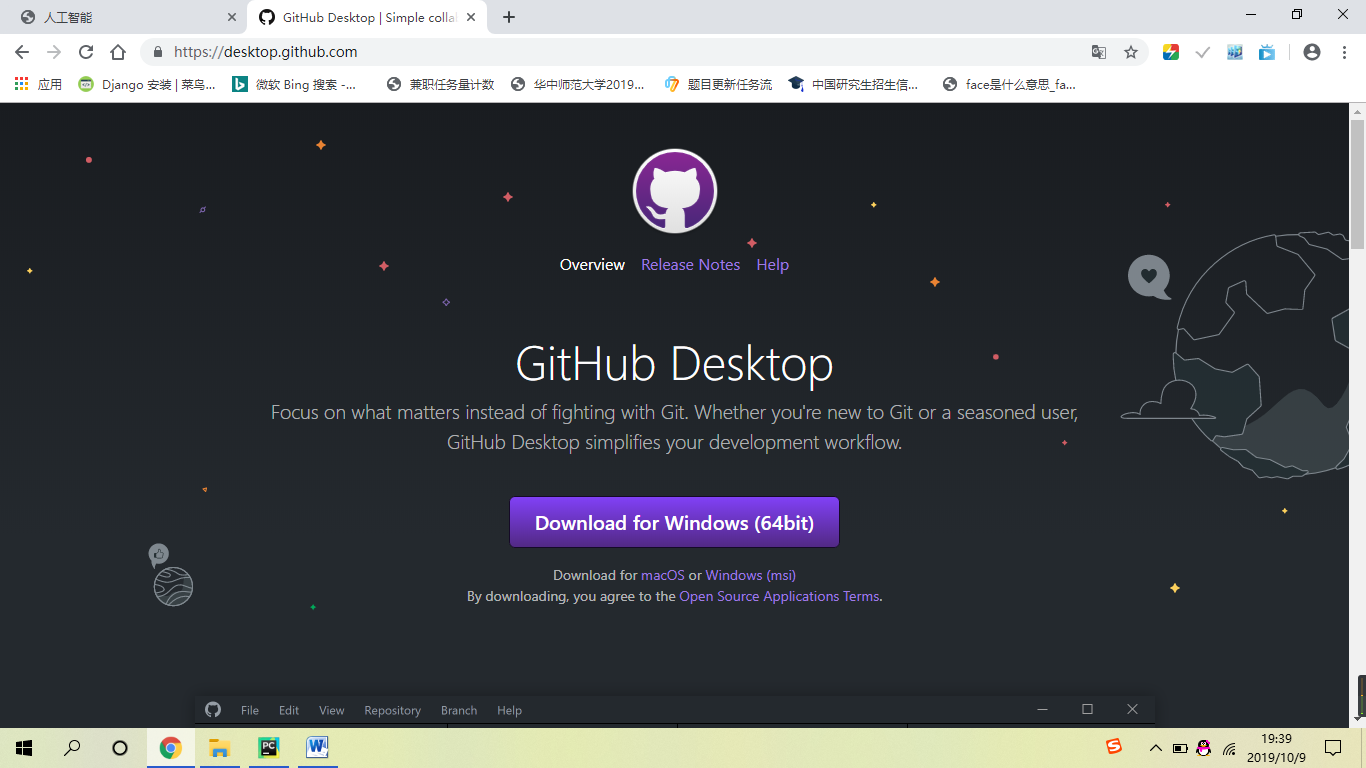 人工智能
GitHub Desktop | Simple colla
https://desktop.github.com
应用
Django 安装 | 菜鸟...
微软 Bing 搜索 -...
兼职任务量计数
华中师范大学2019...
题目更新任务流
中国研究生招生信...
face是什么意思_fa...
Overview
Release Notes
Help
GitHub Desktop
Focus on what matters instead of fighting with Git. Whether you're new to Git or a seasoned user,
GitHub Desktop simplifies your development workflow.
Download for Windows (64bit)
Download for macOS or Windows (msi)
By downloading, you agree to the Open Source Applications Terms.
File
Edit
View
Repository
Branch
Help
19:39
2019/10/9